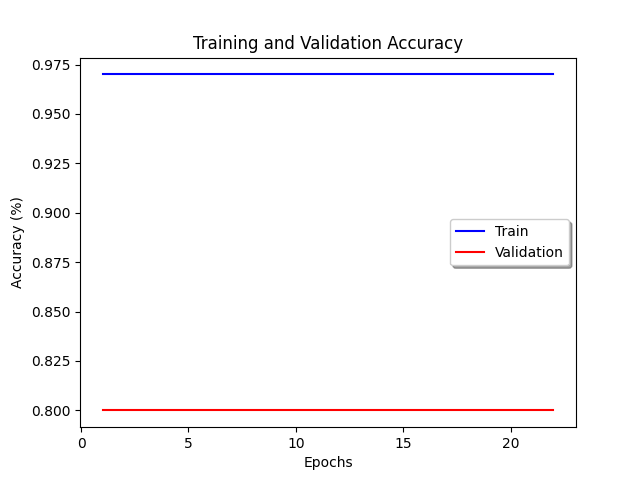 Training and Validation Accuracy
Accuracy (%)
0.975
0.950
0.925
0.900
0.875
0.850
0.825
0.800
Train
Validation
0 5 10 15 20
Epochs